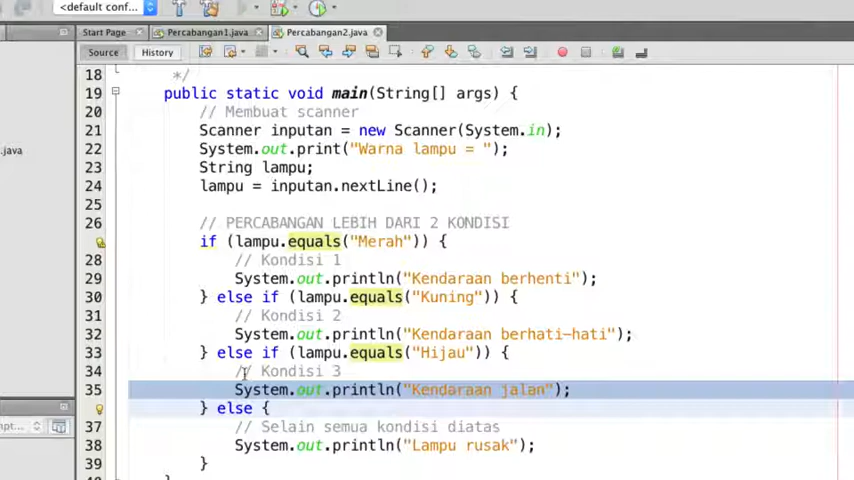 <default conf...
Start Page Percabangan1.java Percabangan2.java
Source History
18 */
19 public static void main(String[] args) {
20 // Membuat scanner
21 Scanner inputan = new Scanner(System.in);
22 System.out.print("Warna lampu = ");
23 String lampu;
24 lampu = inputan.nextLine();
25
26 // PERCABANGAN LEBIH DARI 2 KONDISI
if (lampu.equals("Merah")) {
28 // Kondisi 1
29 System.out.println("Kendaraan berhenti");
30 } else if (lampu.equals("Kuning")) {
31 // Kondisi 2
32 System.out.println("Kendaraan berhati-hati");
33 } else if (lampu.equals("Hijau")) {
34 // Kondisi 3
35 System.out.println("Kendaraan jalan");
} else {
37 // Selain semua kondisi diatas
38 System.out.println("Lampu rusak");
39 }
.java
pt...